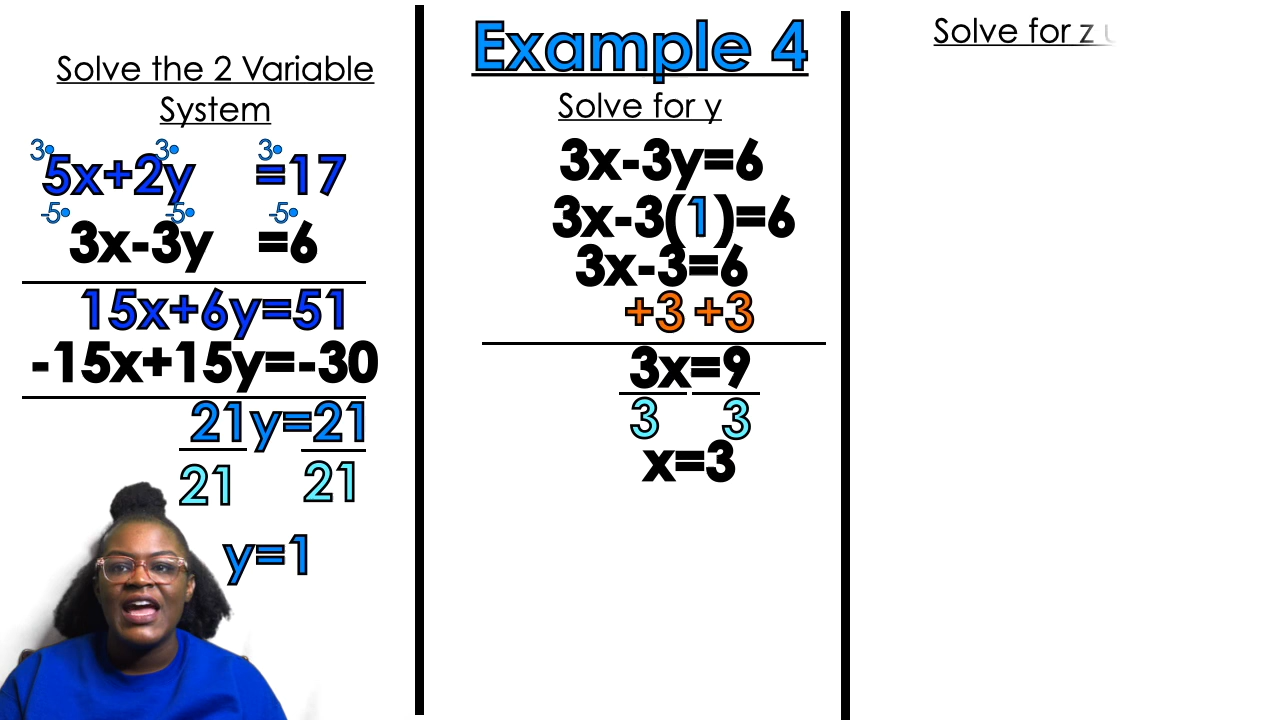 Solve the 2 Variable
System
3• 3• 3•
5x+2y =17
-5• -5• -5•
3x-3y =6
15x+6y=51
-15x+15y=-30
21y=21
21 21
y=1
Example 4
Solve for y
3x-3y=6
3x-3(1)=6
3x-3=6
+3 +3
3x=9
3 3
x=3
Solve for z